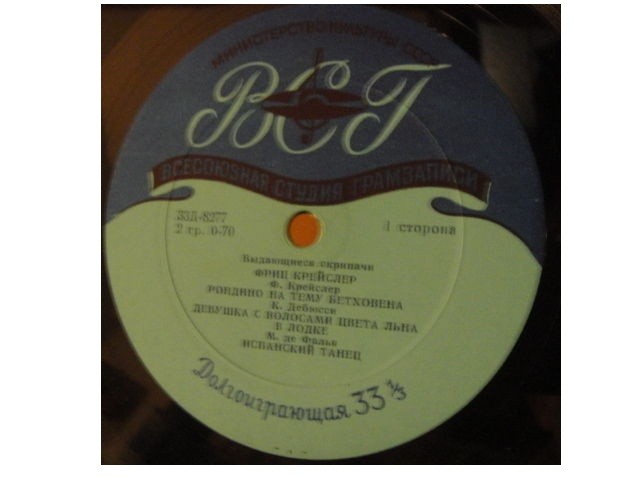 МИНИСТЕРСТВО КУЛЬТУРЫ СССР
ВСГ
ВСЕСОЮЗНАЯ СТУДИЯ ГРАМЗАПИСИ
33Д-8277
2 гр. 0-70
1 сторона
Выдающиеся скрипачи
ФРИЦ КРЕЙСЛЕР
Ф. Крейслер
РОНДИНО НА ТЕМУ БЕТХОВЕНА
К. Дебюсси
ДЕВУШКА С ВОЛОСАМИ ЦВЕТА ЛЬНА
В ЛОДКЕ
М. де Фалья
ИСПАНСКИЙ ТАНЕЦ
Долгоиграющая 33 ⅓